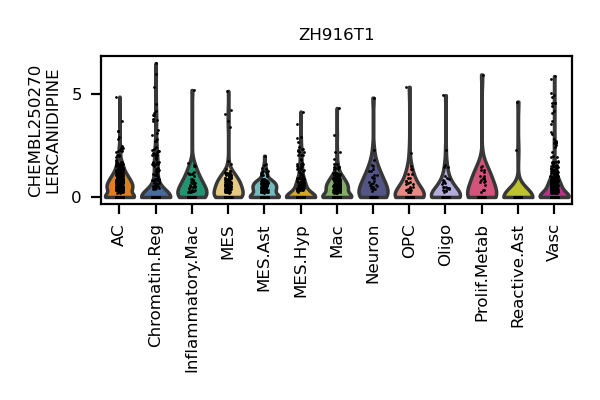 ZH916T1
CHEMBL250270
LERCANIDIPINE
5
0
AC
Chromatin.Reg
Inflammatory.Mac
MES
MES.Ast
MES.Hyp
Mac
Neuron
OPC
Oligo
Prolif.Metab
Reactive.Ast
Vasc